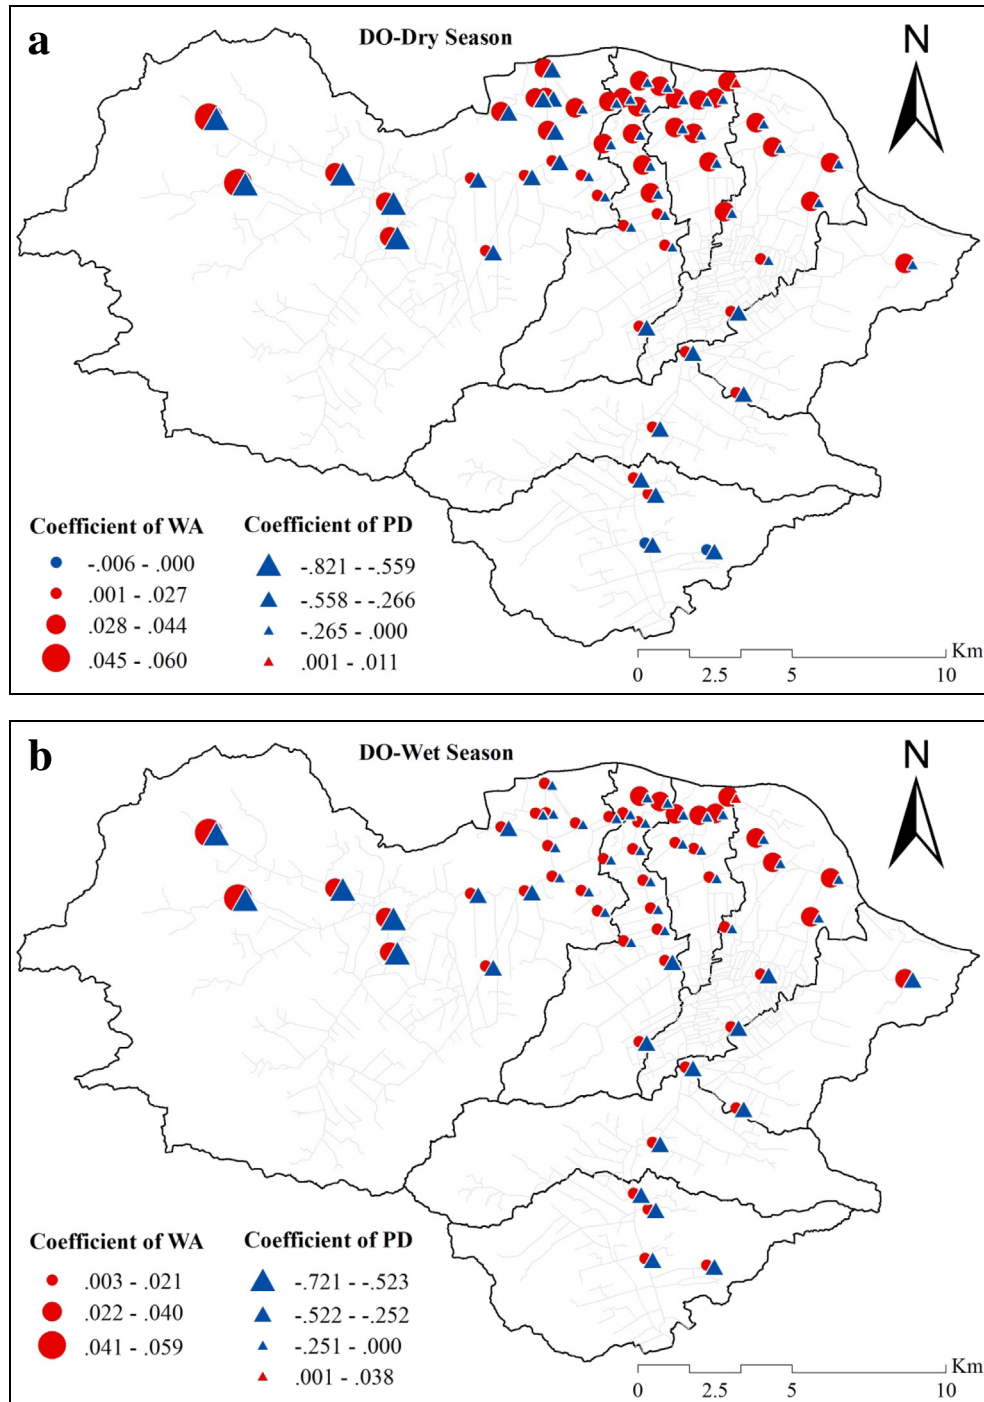 a
DO-Dry Season
N
Coefficient of WA
-.006 - .000
.001 - .027
.028 - .044
.045 - .060
Coefficient of PD
-.821 - -.559
-.558 - -.266
-.265 - .000
.001 - .011
Km
0 2.5 5 10
b
DO-Wet Season
N
Coefficient of WA
.003 - .021
.022 - .040
.041 - .059
Coefficient of PD
-.721 - -.523
-.522 - -.252
-.251 - .000
.001 - .038
Km
0 2.5 5 10